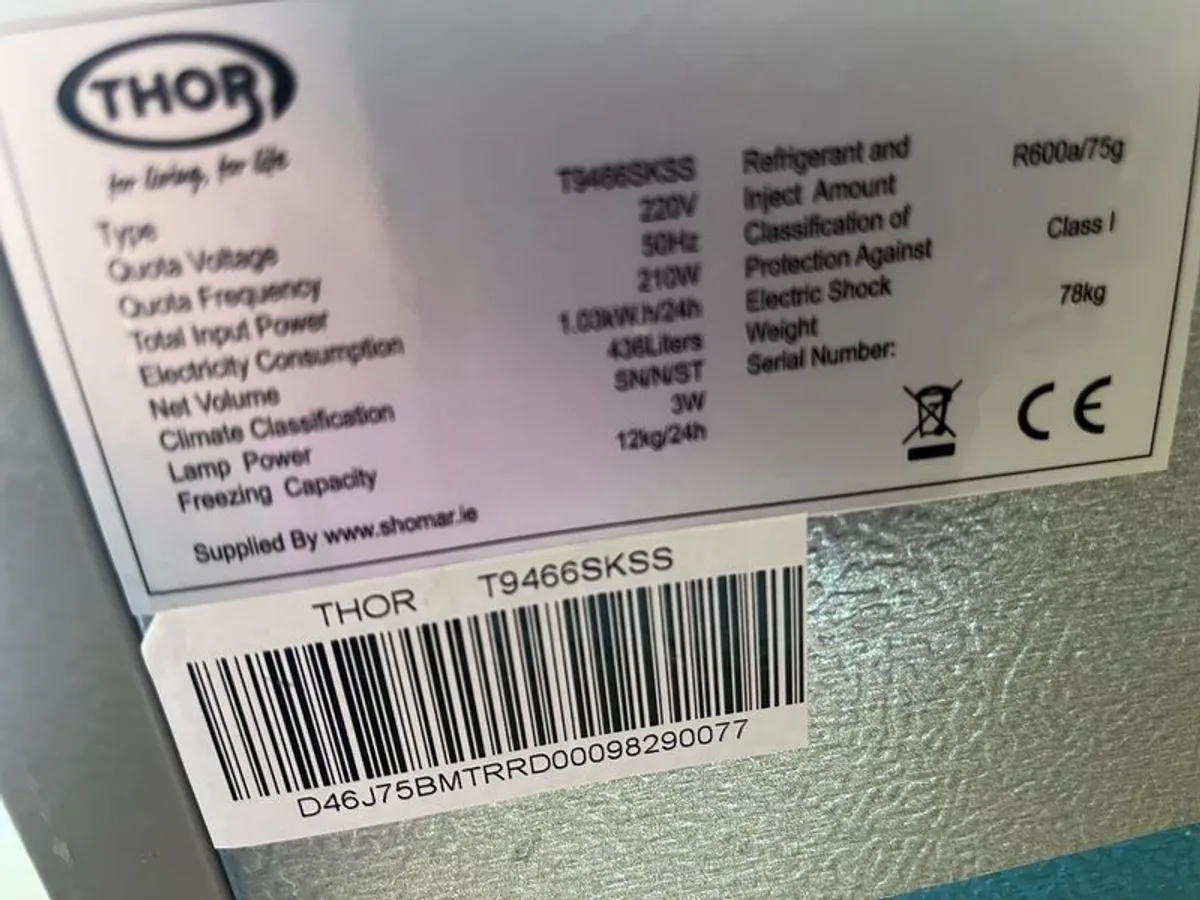 THOR
for living, for life
Type T9466SKSS
Quota Voltage 220V
Quota Frequency 50Hz
Total Input Power 210W
Electricity Consumption 1.03kW.h/24h
Net Volume 436Liters
Climate Classification SN/N/ST
Lamp Power 3W
Freezing Capacity 12kg/24h
Refrigerant and R600a/75g
Inject Amount
Classification of Class I
Protection Against
Electric Shock
Weight 78kg
Serial Number:
CE
Supplied By www.shomar.ie
THOR T9466SKSS
D46J75BMTRRD00098290077